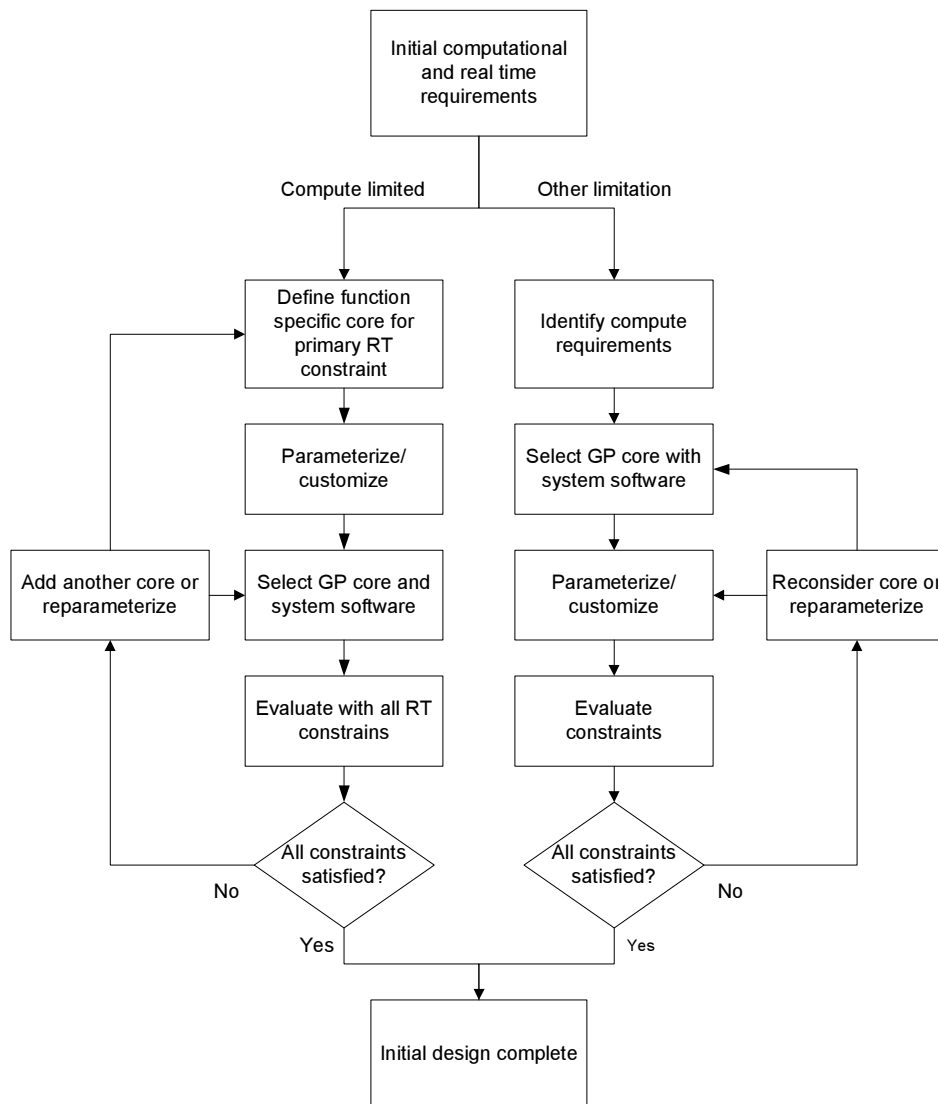 Initial computational
and real time
requirements
Compute limited
Other limitation
Define function
specific core for
primary RT
constraint
Identify compute
requirements
Parameterize/
customize
Select GP core with
system software
Add another core or
reparameterize
Select GP core and
system software
Parameterize/
customize
Reconsider core or
reparameterize
Evaluate with all RT
constrains
Evaluate
constraints
All constraints
satisfied?
All constraints
satisfied?
No
No
Yes
Yes
Initial design complete